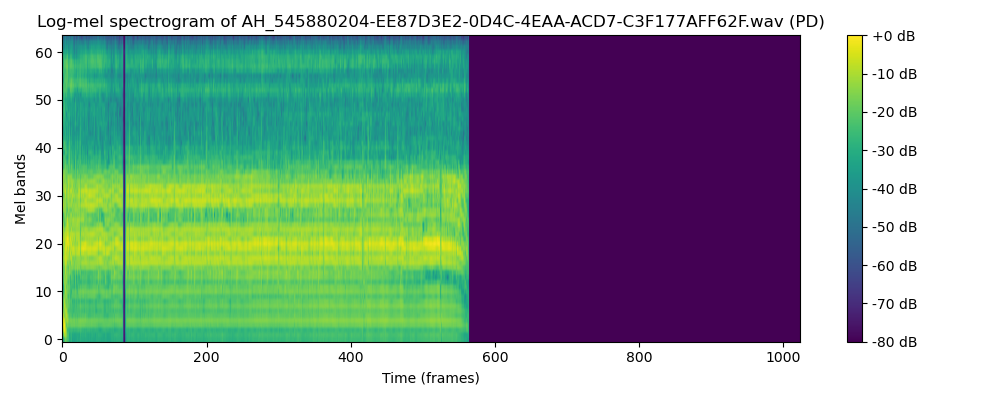 Log-mel spectrogram of AH_545880204-EE87D3E2-0D4C-4EAA-ACD7-C3F177AFF62F.wav (PD)
Mel bands
60
50
40
30
20
10
0
0 200 400 600 800 1000
Time (frames)
+0 dB
-10 dB
-20 dB
-30 dB
-40 dB
-50 dB
-60 dB
-70 dB
-80 dB